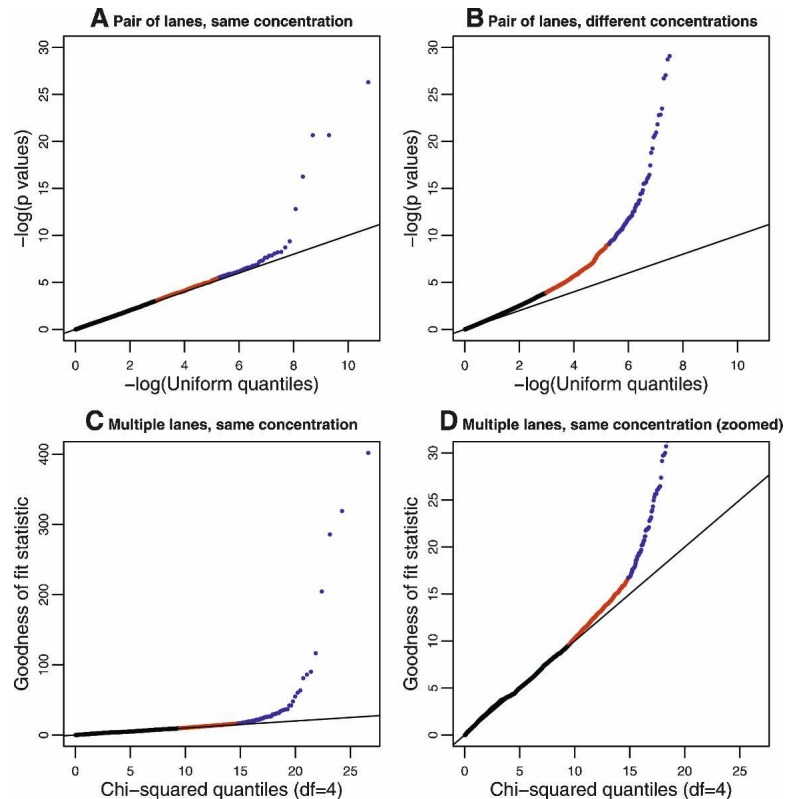 A Pair of lanes, same concentration
−log(p values)
30
25
20
15
10
5
0
0 2 4 6 8 10
−log(Uniform quantiles)
B Pair of lanes, different concentrations
−log(p values)
30
25
20
15
10
5
0
0 2 4 6 8 10
−log(Uniform quantiles)
C Multiple lanes, same concentration
Goodness of fit statistic
400
300
200
100
0
0 5 10 15 20 25
Chi−squared quantiles (df=4)
D Multiple lanes, same concentration (zoomed)
Goodness of fit statistic
30
25
20
15
10
5
0
0 5 10 15 20 25
Chi−squared quantiles (df=4)